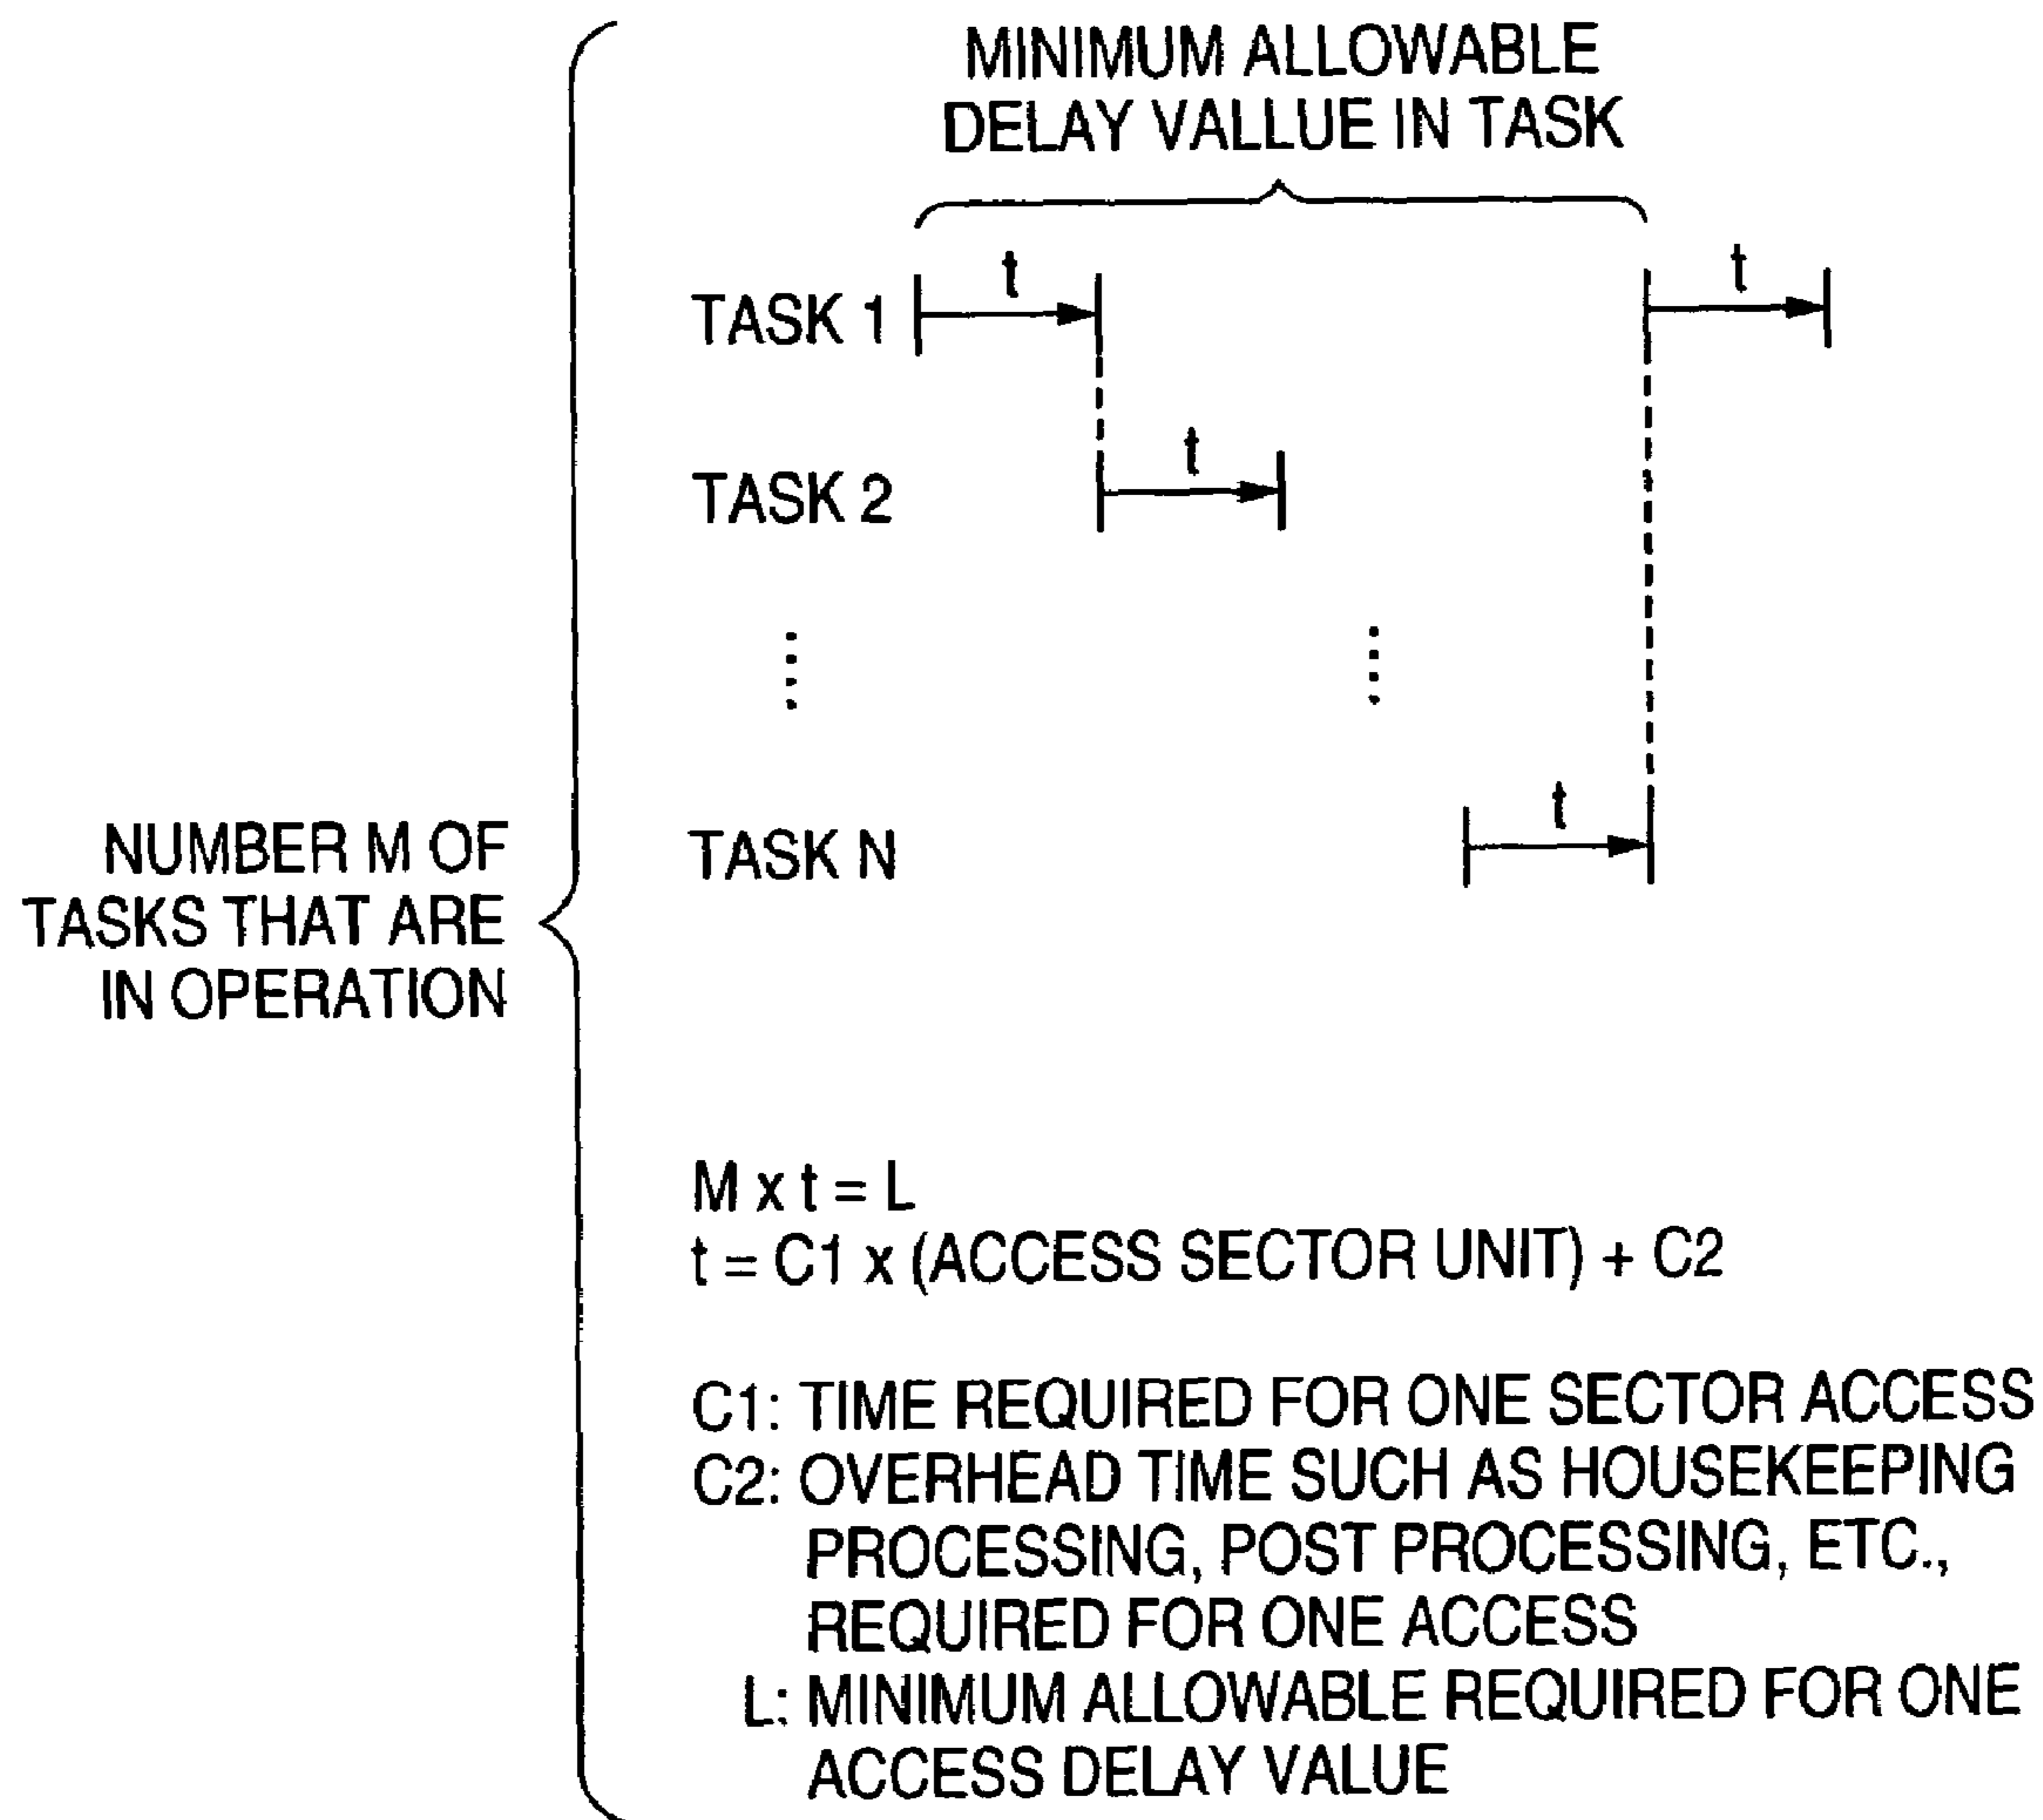 MINIMUM ALLOWABLE
DELAY VALLUE IN TASK
t
t
TASK 1
t
TASK 2
t
TASK N
NUMBER M OF
TASKS THAT ARE
IN OPERATION
M x t = L
t = C1 x (ACCESS SECTOR UNIT) + C2
C1: TIME REQUIRED FOR ONE SECTOR ACCESS
C2: OVERHEAD TIME SUCH AS HOUSEKEEPING
PROCESSING, POST PROCESSING, ETC.,
REQUIRED FOR ONE ACCESS
L: MINIMUM ALLOWABLE REQUIRED FOR ONE
ACCESS DELAY VALUE